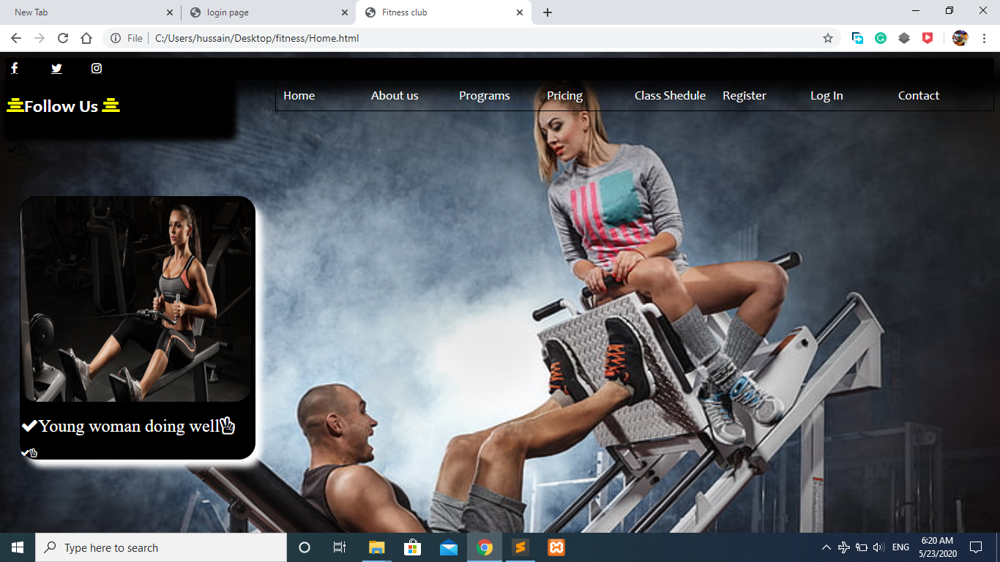 New Tab
login page
Fitness club
File
C:/Users/hussain/Desktop/fitness/Home.html
Home
About us
Programs
Pricing
Class Shedule
Register
Log In
Contact
Follow Us
Young woman doing well
Type here to search
ENG
6:20 AM
5/23/2020